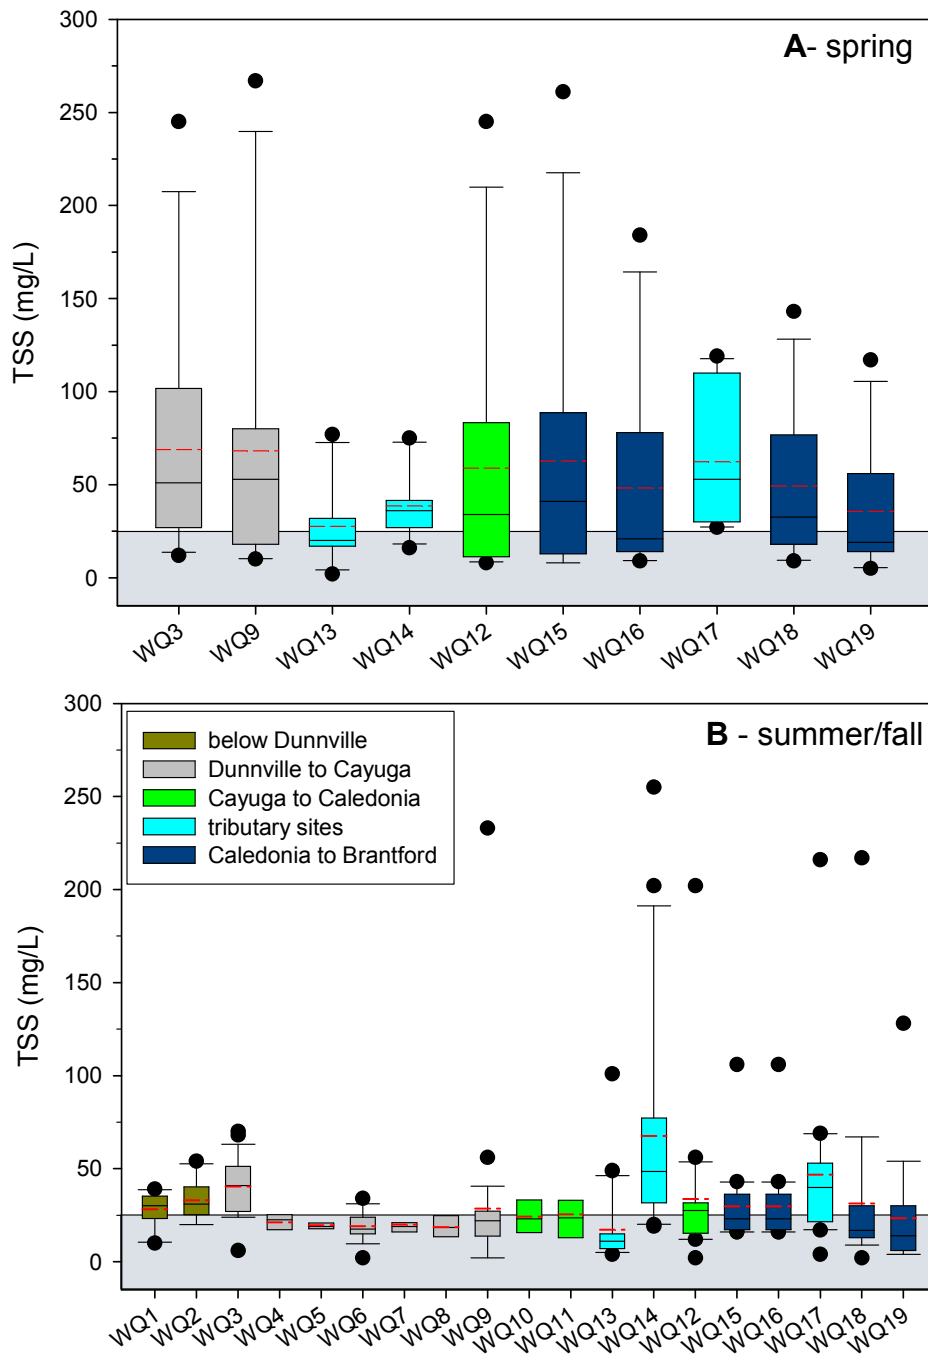 A- spring
TSS (mg/L)
300
250
200
150
100
50
0
WQ3 WQ9 WQ13 WQ14 WQ12 WQ15 WQ16 WQ17 WQ18 WQ19
B - summer/fall
below Dunnville
Dunnville to Cayuga
Cayuga to Caledonia
tributary sites
Caledonia to Brantford
TSS (mg/L)
300
250
200
150
100
50
0
WQ1 WQ2 WQ3 WQ4 WQ5 WQ6 WQ7 WQ8 WQ9 WQ10 WQ11 WQ13 WQ14 WQ12 WQ15 WQ16 WQ17 WQ18 WQ19